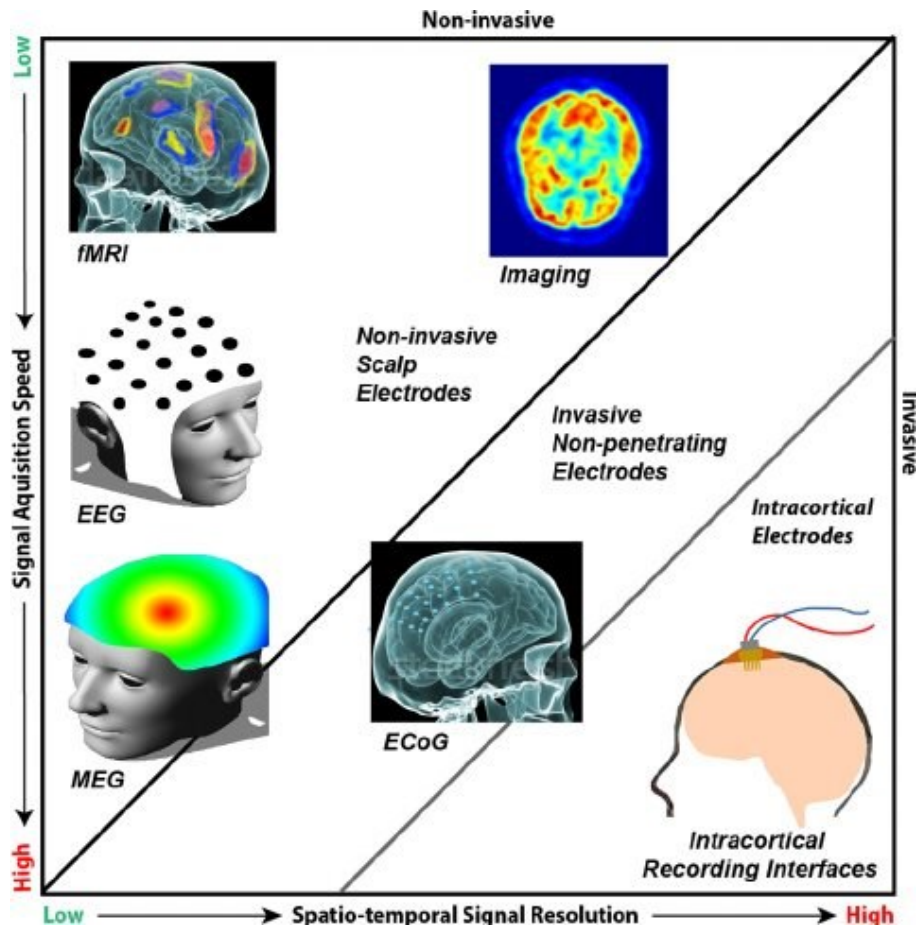 Non-invasive
Low
fMRI
Imaging
Non-invasive
Scalp
Electrodes
Signal Aquisition Speed
Invasive
Invasive
Non-penetrating
Electrodes
EEG
Intracortical
Electrodes
MEG
ECoG
High
Intracortical
Recording Interfaces
Low
Spatio-temporal Signal Resolution
High